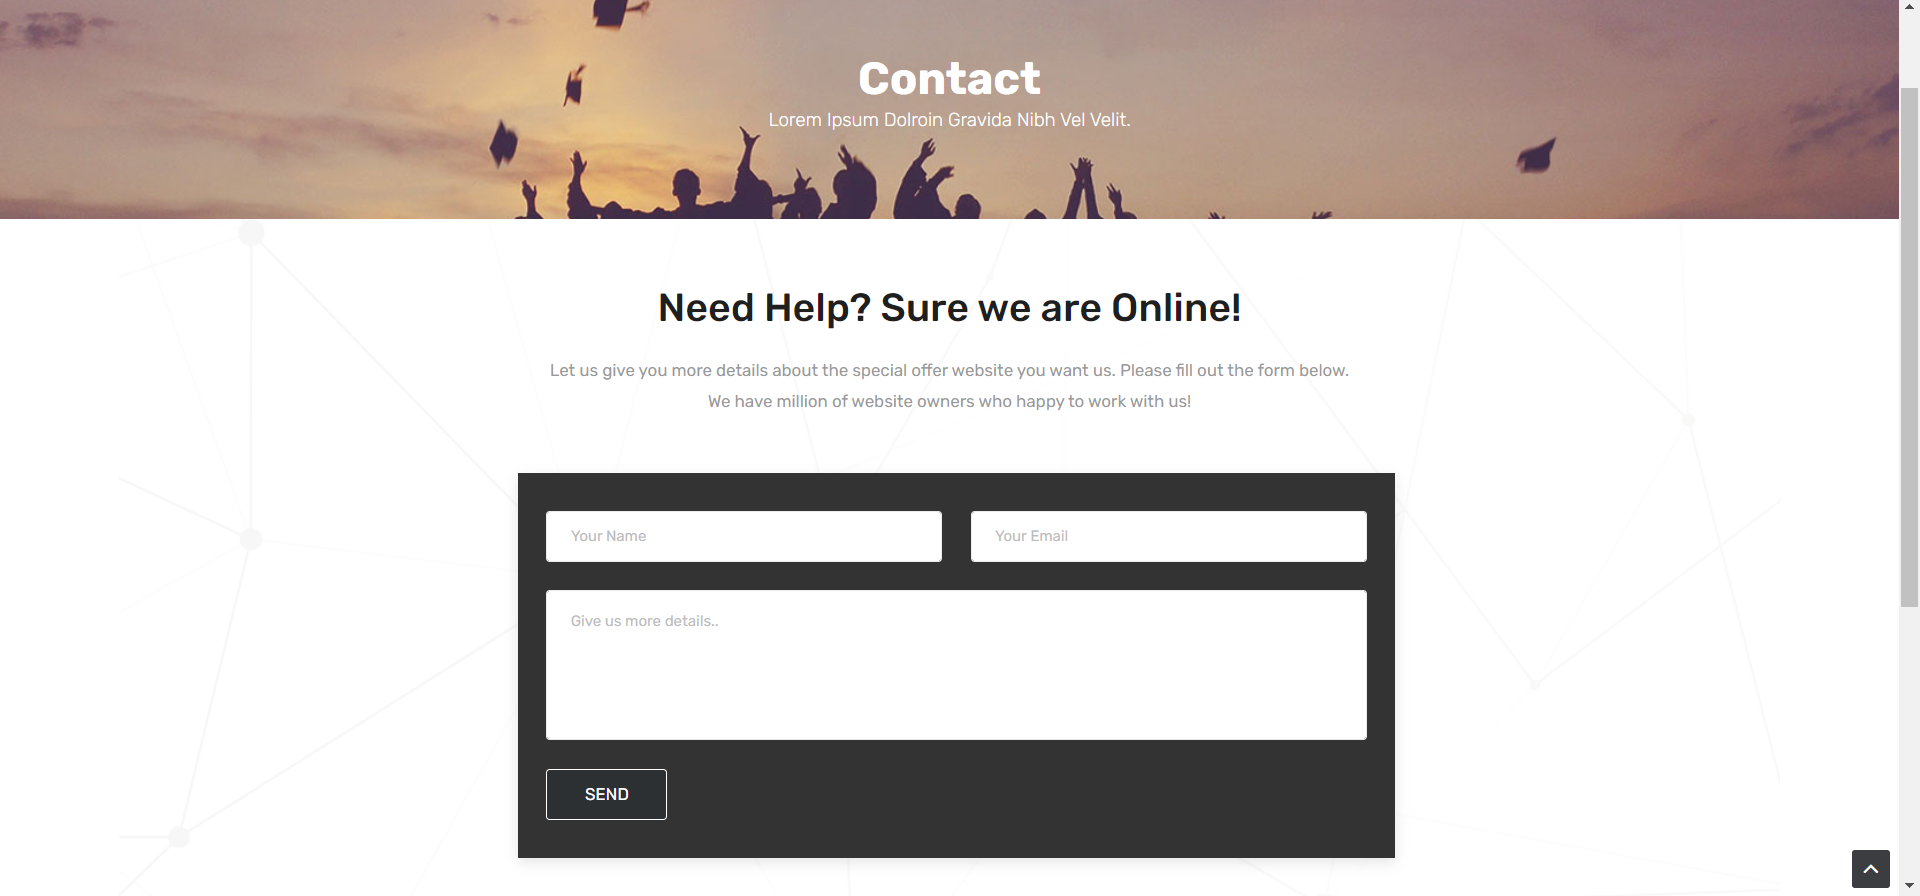 Contact
Lorem Ipsum Dolroin Gravida Nibh Vel Velit.
Need Help? Sure we are Online!
Let us give you more details about the special offer website you want us. Please fill out the form below.
We have million of website owners who happy to work with us!
Your Name
Your Email
Give us more details..
SEND